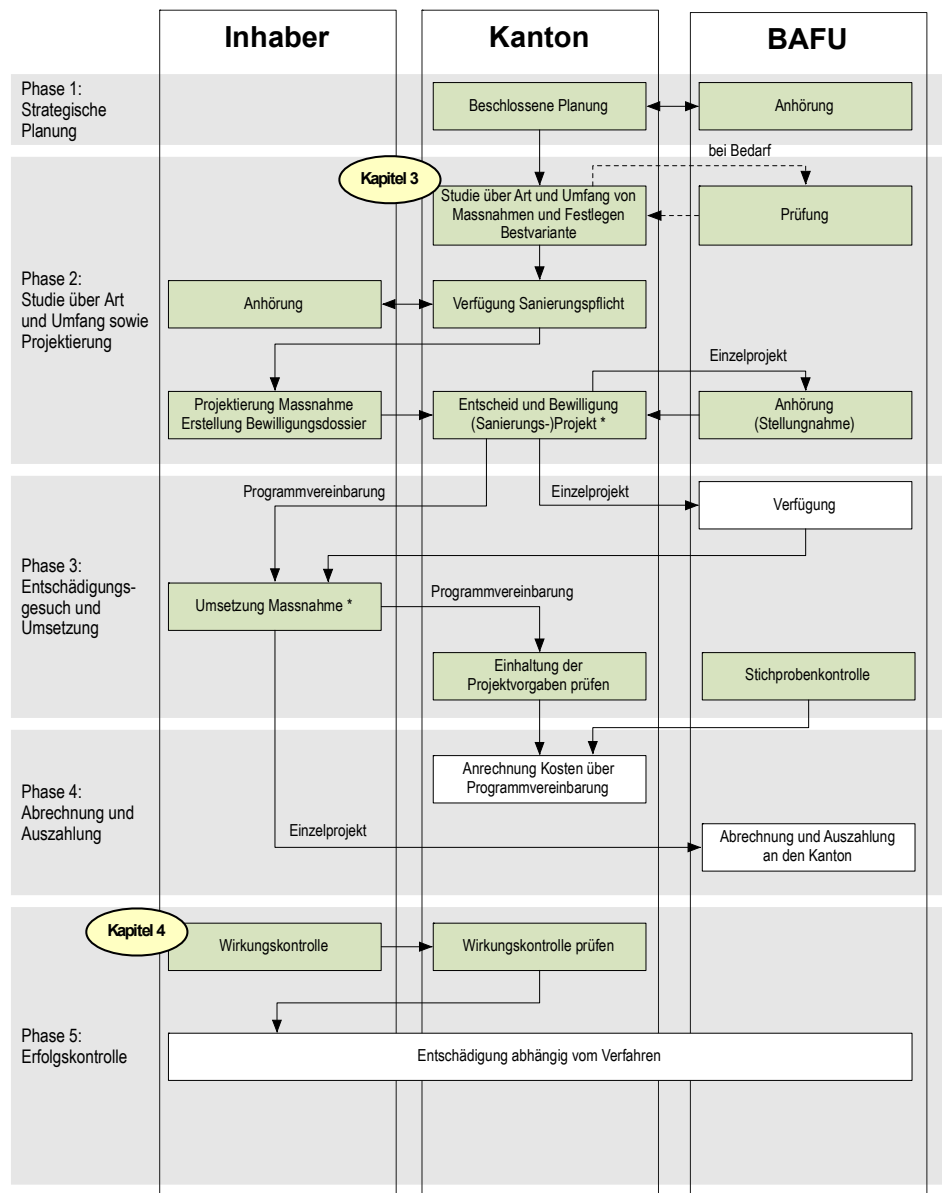 Inhaber
Kanton
BAFU
Phase 1:
Strategische
Planung
Beschlossene Planung
Anhörung
bei Bedarf
Kapitel 3
Studie über Art und Umfang von
Massnahmen und Festlegen
Bestvariante
Prüfung
Phase 2:
Studie über Art
und Umfang sowie
Projektierung
Anhörung
Verfügung Sanierungspflicht
Einzelprojekt
Projektierung Massnahme
Erstellung Bewilligungsdossier
Entscheid und Bewilligung
(Sanierungs-)Projekt *
Anhörung
(Stellungnahme)
Programmvereinbarung
Einzelprojekt
Verfügung
Phase 3:
Entschädigungs-
gesuch und
Umsetzung
Umsetzung Massnahme *
Programmvereinbarung
Einhaltung der
Projektvorgaben prüfen
Stichprobenkontrolle
Phase 4:
Abrechnung und
Auszahlung
Anrechnung Kosten über
Programmvereinbarung
Einzelprojekt
Abrechnung und Auszahlung
an den Kanton
Kapitel 4
Wirkungskontrolle
Wirkungskontrolle prüfen
Phase 5:
Erfolgskontrolle
Entschädigung abhängig vom Verfahren